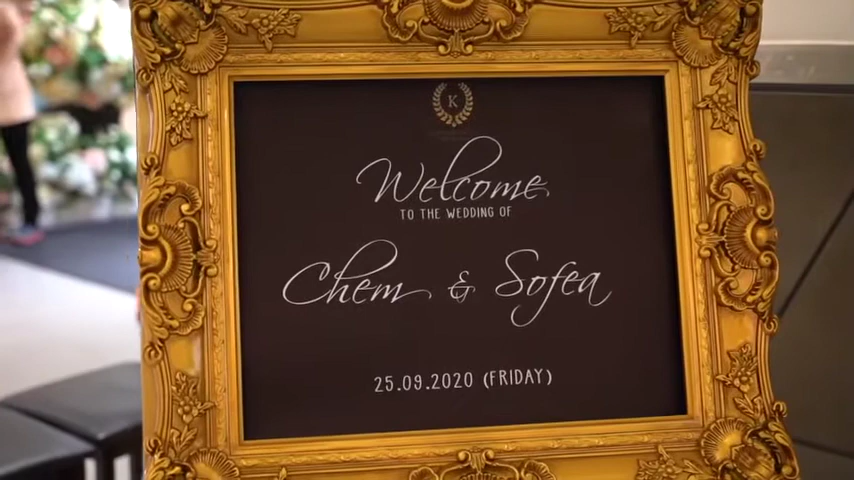 K
Welcome
TO THE WEDDING OF
Chem & Sofea
25.09.2020 (FRIDAY)